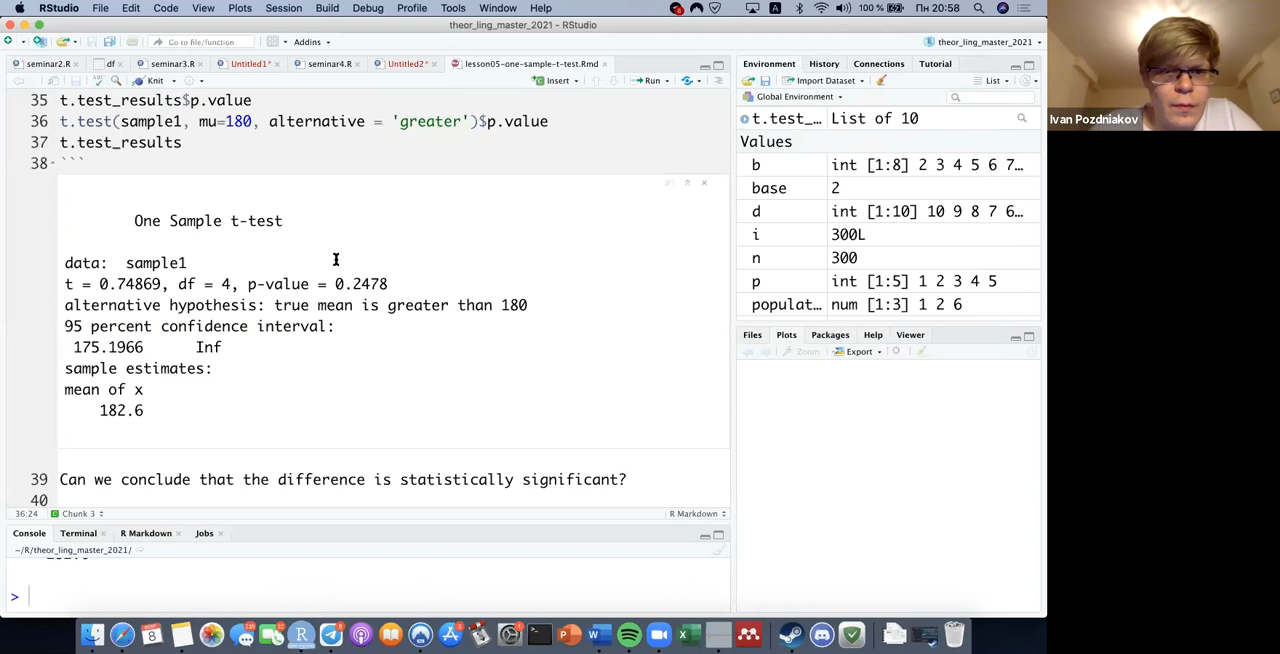 RStudio File Edit Code View Plots Session Build Debug Profile Tools Window Help 100 % Пн 20:58
theor_ling_master_2021 - RStudio
Go to file/function Addins theor_ling_master_2021
seminar2.R df seminar3.R Untitled1* seminar4.R Untitled2* lesson05-one-sample-t-test.Rmd
Knit Insert Run
35 t.test_results$p.value
36 t.test(sample1, mu=180, alternative = 'greater')$p.value
37 t.test_results
38 ```
One Sample t-test
data: sample1
t = 0.74869, df = 4, p-value = 0.2478
alternative hypothesis: true mean is greater than 180
95 percent confidence interval:
175.1966 Inf
sample estimates:
mean of x
182.6
39 Can we conclude that the difference is statistically significant?
40
36:24 Chunk 3 R Markdown
Console Terminal R Markdown Jobs
~/R/theor_ling_master_2021/
>
Environment History Connections Tutorial
Import Dataset List
Global Environment
t.test_... List of 10
Values
b int [1:8] 2 3 4 5 6 7...
base 2
d int [1:10] 10 9 8 7 6...
i 300L
n 300
p int [1:5] 1 2 3 4 5
populat... num [1:3] 1 2 6
Files Plots Packages Help Viewer
Zoom Export
Ivan Pozdniakov